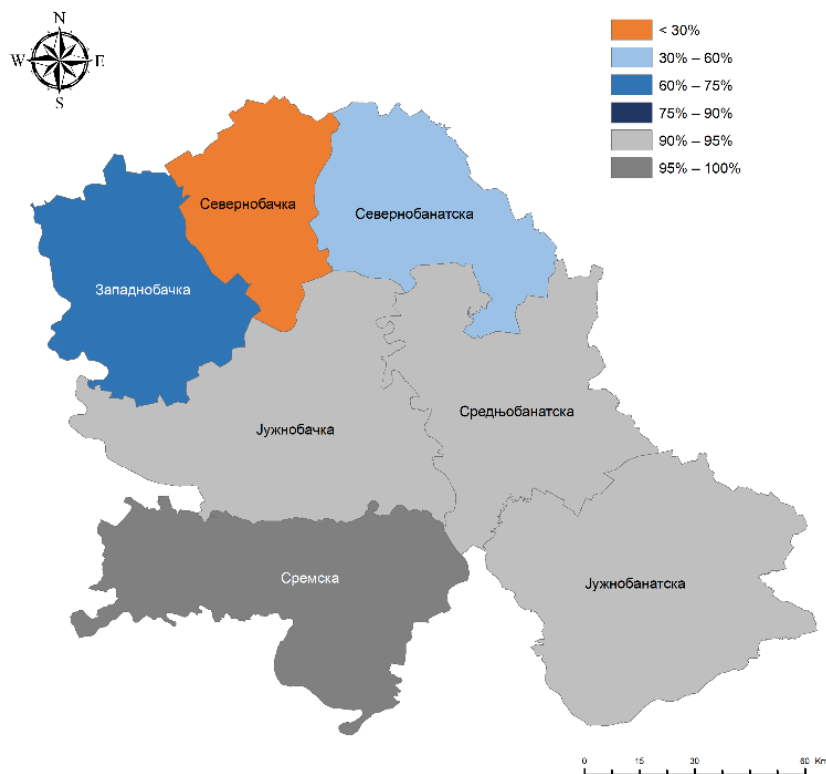 N
W E
S
< 30%
30% – 60%
60% – 75%
75% – 90%
90% – 95%
95% – 100%
Севернобачка
Севернобанатска
Западнобачка
Средњобанатска
Јужнобачка
Сремска
Јужнобанатска
0 15 30 60 Km